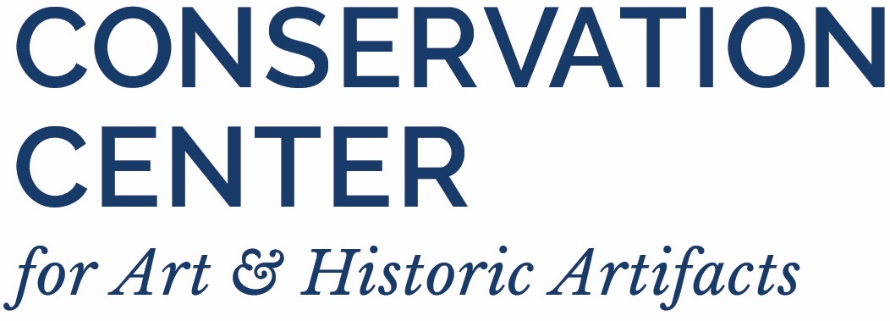 CONSERVATION
CENTER
for Art & Historic Artifacts